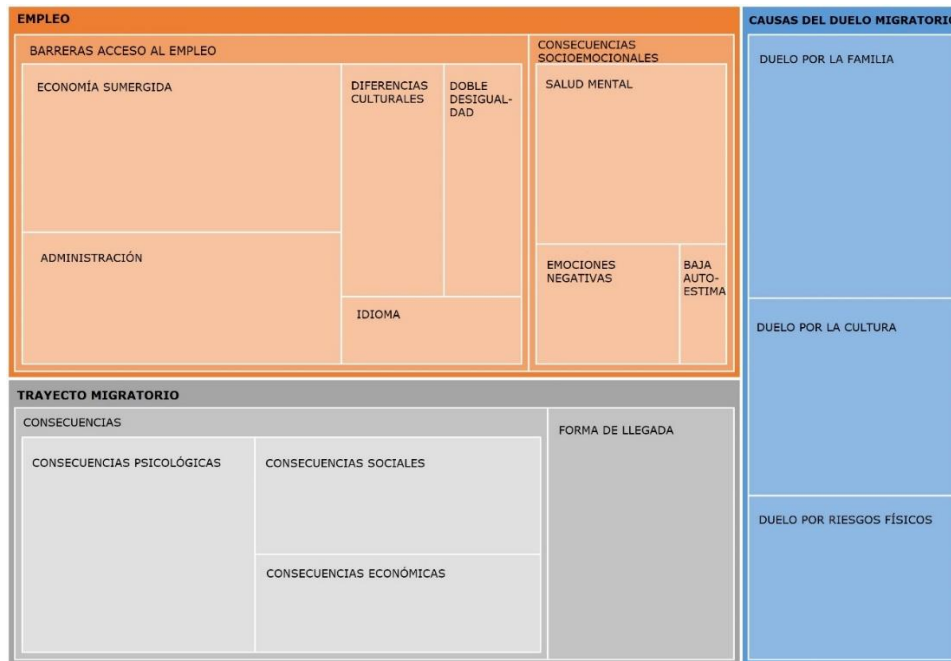 EMPLEO
BARRERAS ACCESO AL EMPLEO
ECONOMÍA SUMERGIDA
DIFERENCIAS
CULTURALES
DOBLE
DESIGUAL-
DAD
ADMINISTRACIÓN
IDIOMA
CONSECUENCIAS
SOCIOEMOCIONALES
SALUD MENTAL
EMOCIONES
NEGATIVAS
BAJA
AUTO-
ESTIMA
TRAYECTO MIGRATORIO
CONSECUENCIAS
CONSECUENCIAS PSICOLÓGICAS
CONSECUENCIAS SOCIALES
CONSECUENCIAS ECONÓMICAS
FORMA DE LLEGADA
CAUSAS DEL DUELO MIGRATORIO
DUELO POR LA FAMILIA
DUELO POR LA CULTURA
DUELO POR RIESGOS FÍSICOS